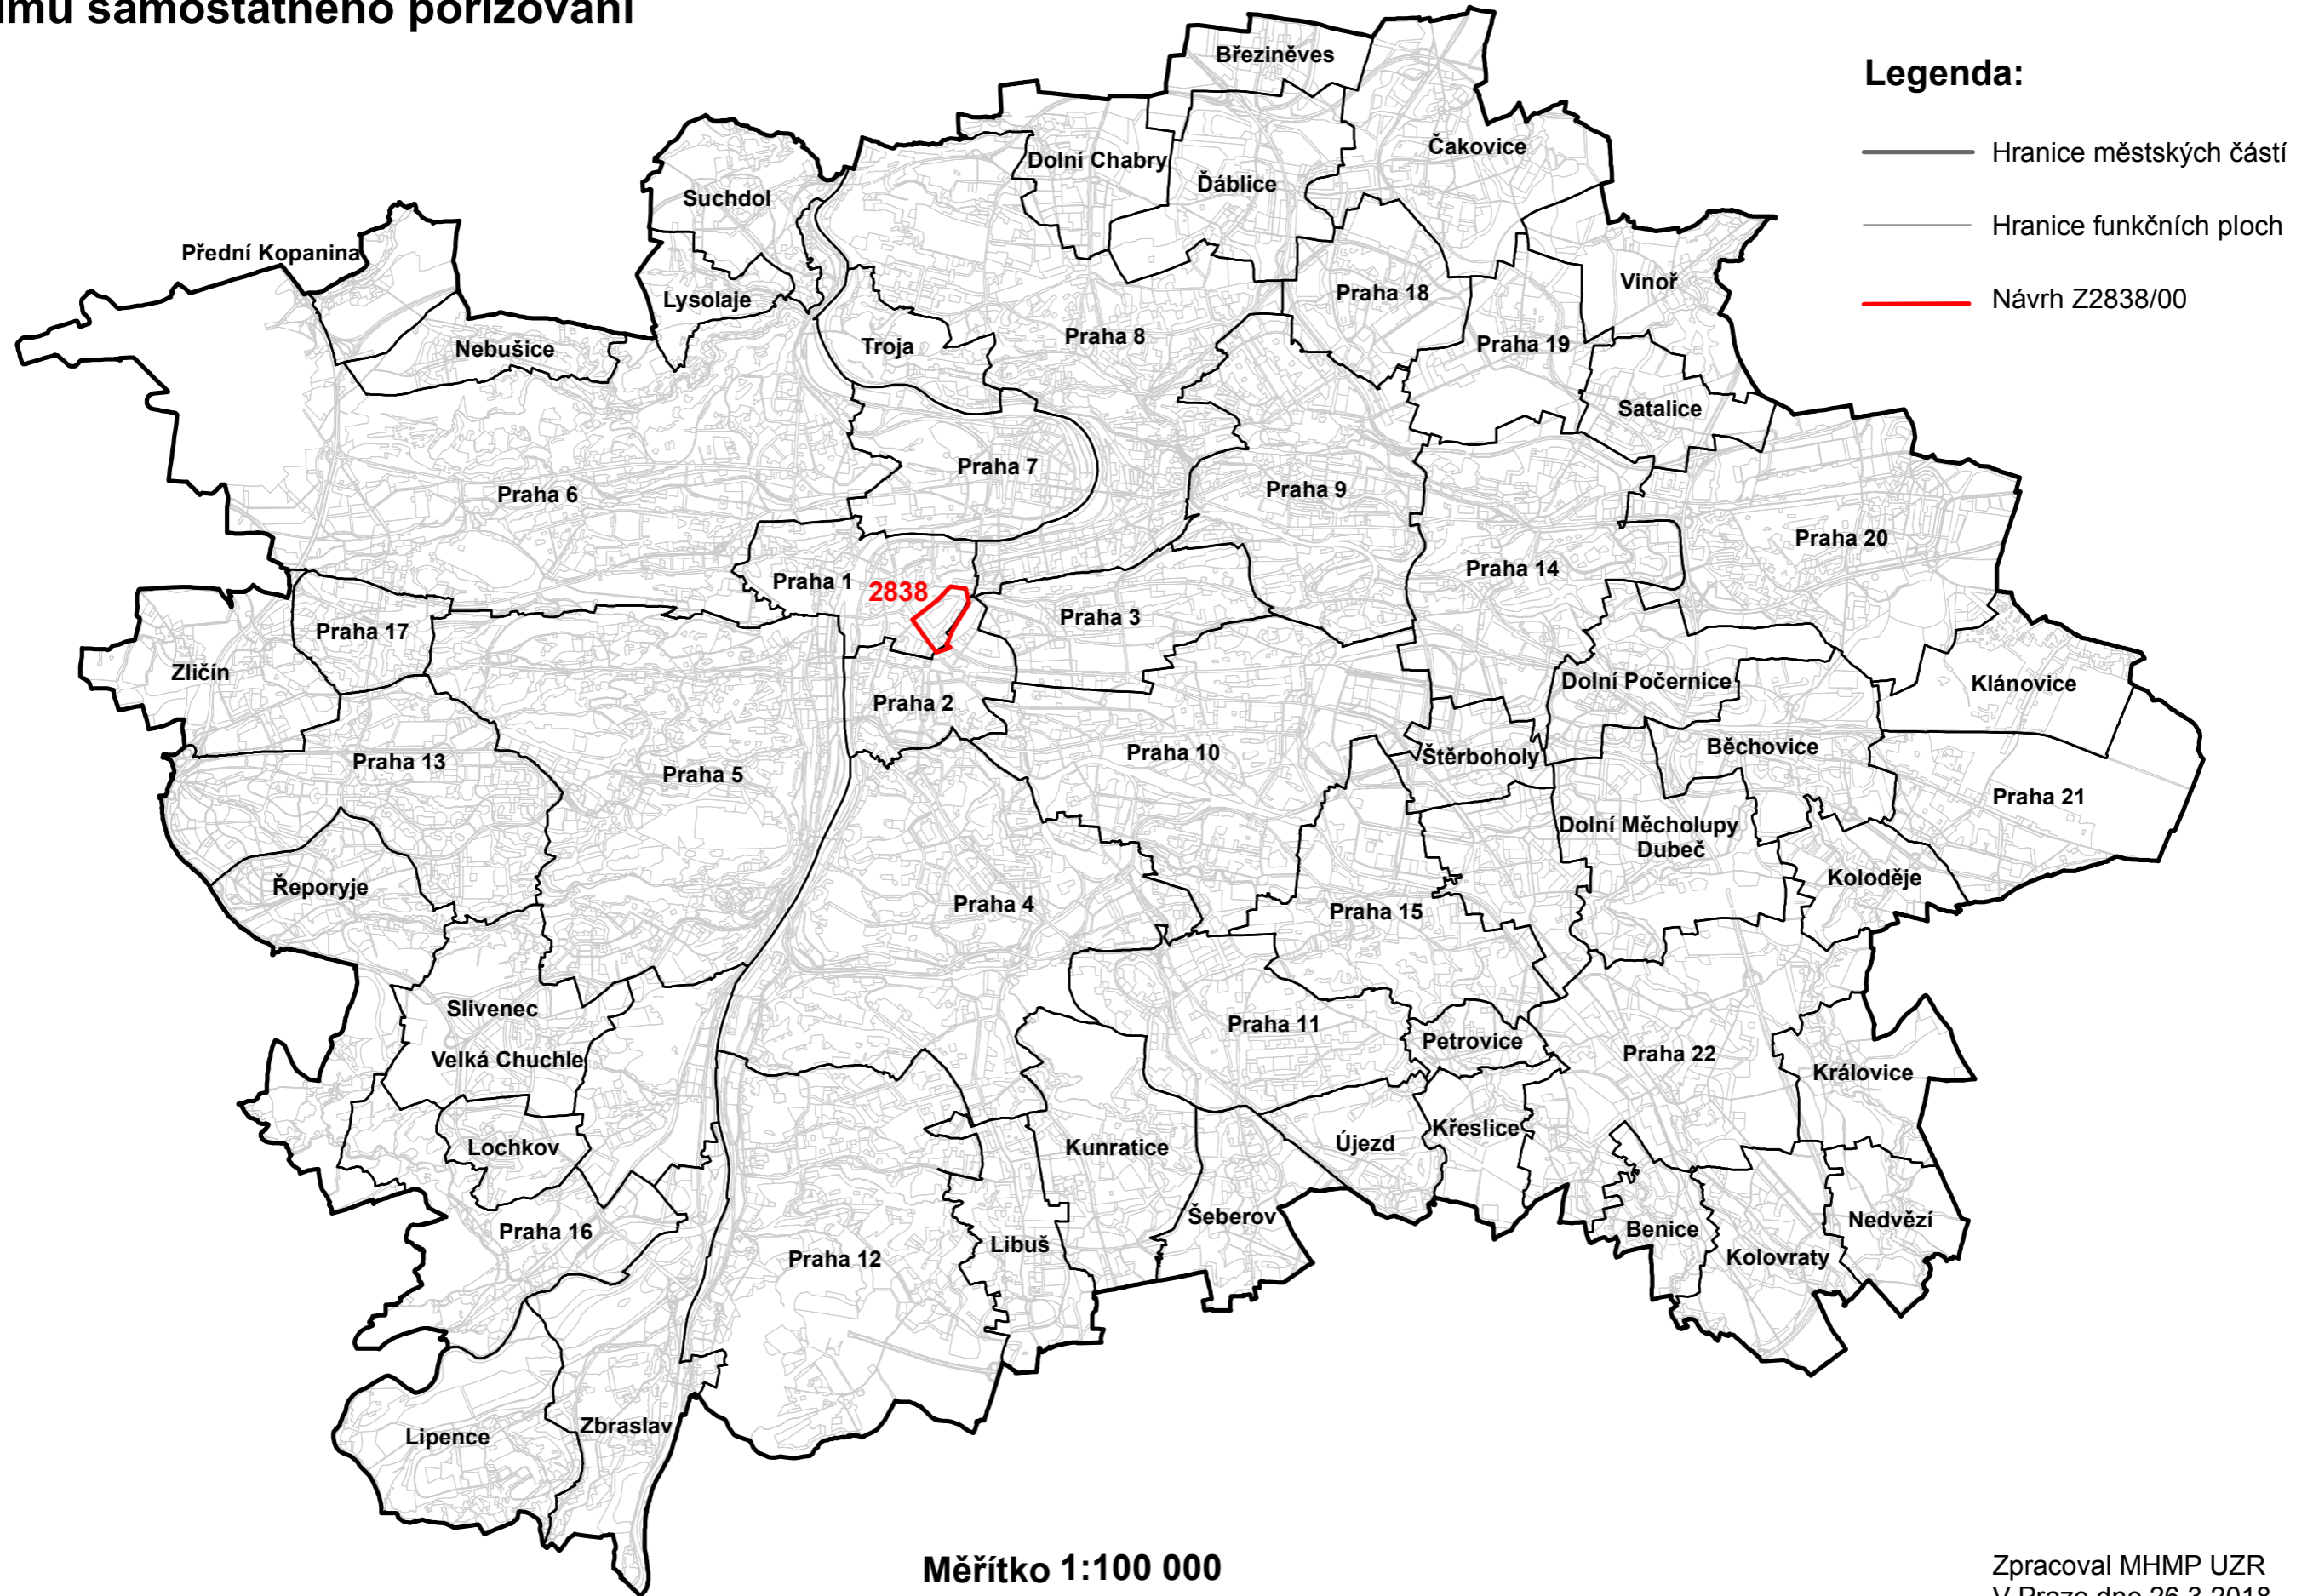 samostatného pořizování
Legenda:
Hranice městských částí
Hranice funkčních ploch
Návrh Z2838/00
Březiněves
Čakovice
Dolní Chabry
Ďáblice
Suchdol
Přední Kopanina
Lysolaje
Praha 18
Vinoř
Nebušice
Troja
Praha 8
Praha 19
Satalice
Praha 7
Praha 6
Praha 9
Praha 20
Praha 14
Praha 1
2838
Praha 3
Praha 17
Zličín
Dolní Počernice
Klánovice
Praha 2
Běchovice
Praha 10
Štěrboholy
Praha 13
Praha 5
Praha 21
Dolní Měcholupy
Dubeč
Koloděje
Řeporyje
Praha 4
Praha 15
Slivenec
Praha 11
Petrovice
Praha 22
Velká Chuchle
Královice
Křeslice
Újezd
Kunratice
Lochkov
Šeberov
Nedvězí
Benice
Praha 16
Libuš
Praha 12
Kolovraty
Zbraslav
Lipence
Měřítko 1:100 000
Zpracoval MHMP UZR
V Praze dne 26.3.2018